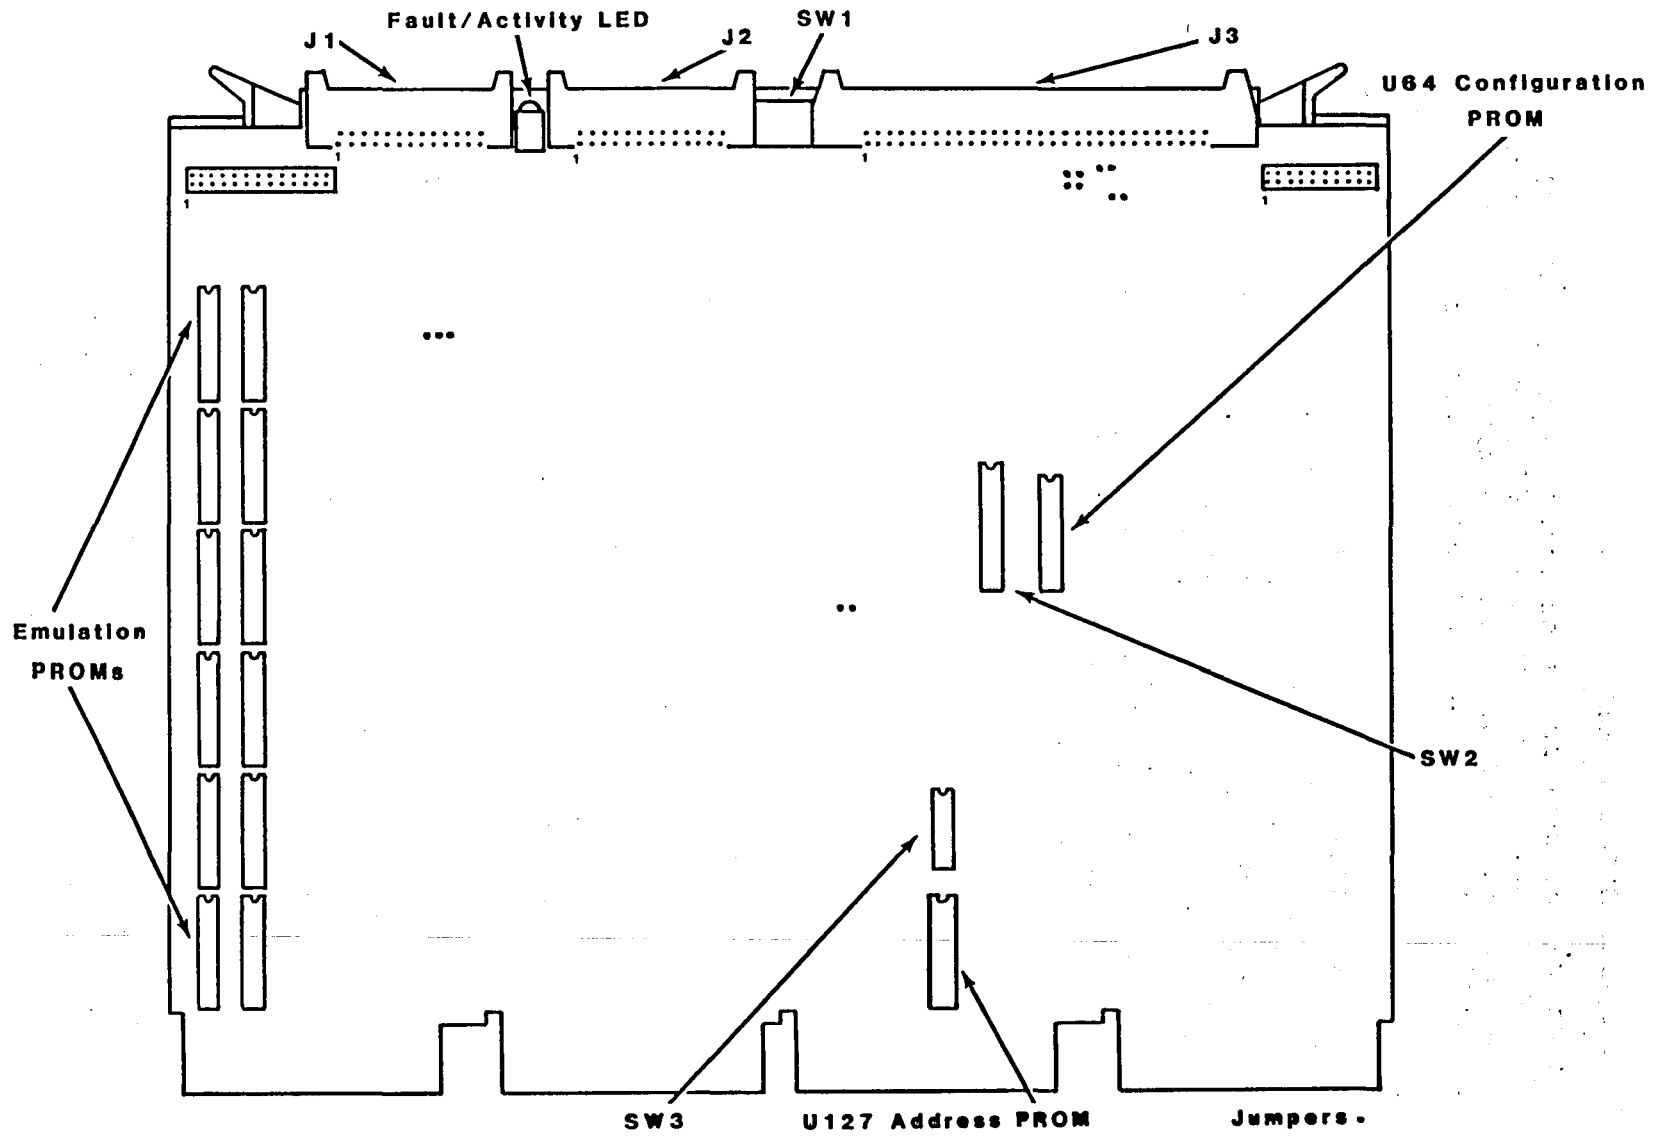 Fault/Activity LED
SW1
J1
J2
J3
U64 Configuration
PROM
1
1
1
1
1
Emulation
PROMs
SW2
SW3
U127 Address PROM
Jumpers.